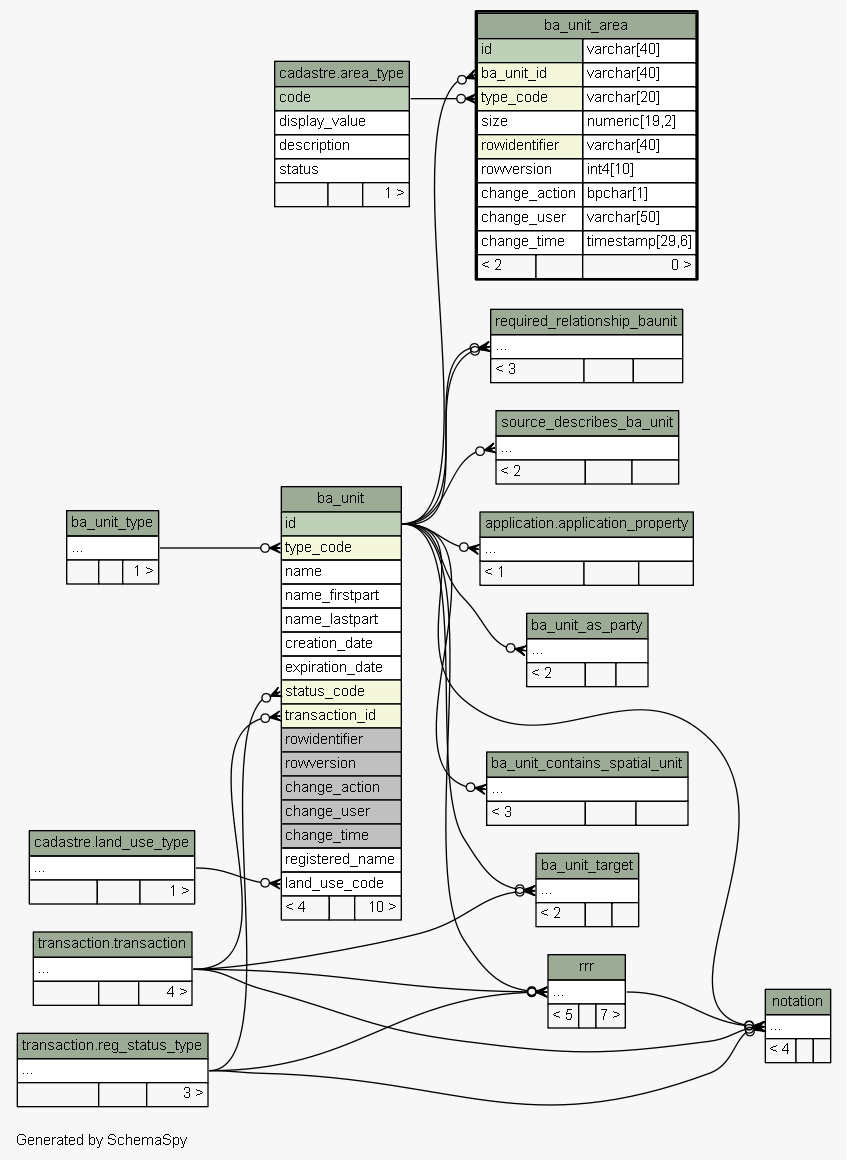 ba_unit_area
id varchar[40]
ba_unit_id varchar[40]
type_code varchar[20]
size numeric[19,2]
rowidentifier varchar[40]
rowversion int4[10]
change_action bpchar[1]
change_user varchar[50]
change_time timestamp[29,6]
< 2 0 >
cadastre.area_type
code
display_value
description
status
1 >
required_relationship_baunit
...
< 3
source_describes_ba_unit
...
< 2
application.application_property
...
< 1
ba_unit_as_party
...
< 2
ba_unit_type
...
1 >
ba_unit
id
type_code
name
name_firstpart
name_lastpart
creation_date
expiration_date
status_code
transaction_id
rowidentifier
rowversion
change_action
change_user
change_time
registered_name
land_use_code
< 4 10 >
ba_unit_contains_spatial_unit
...
< 3
cadastre.land_use_type
...
1 >
ba_unit_target
...
< 2
transaction.transaction
...
4 >
rrr
...
< 5 7 >
notation
...
< 4
transaction.reg_status_type
...
3 >
Generated by SchemaSpy